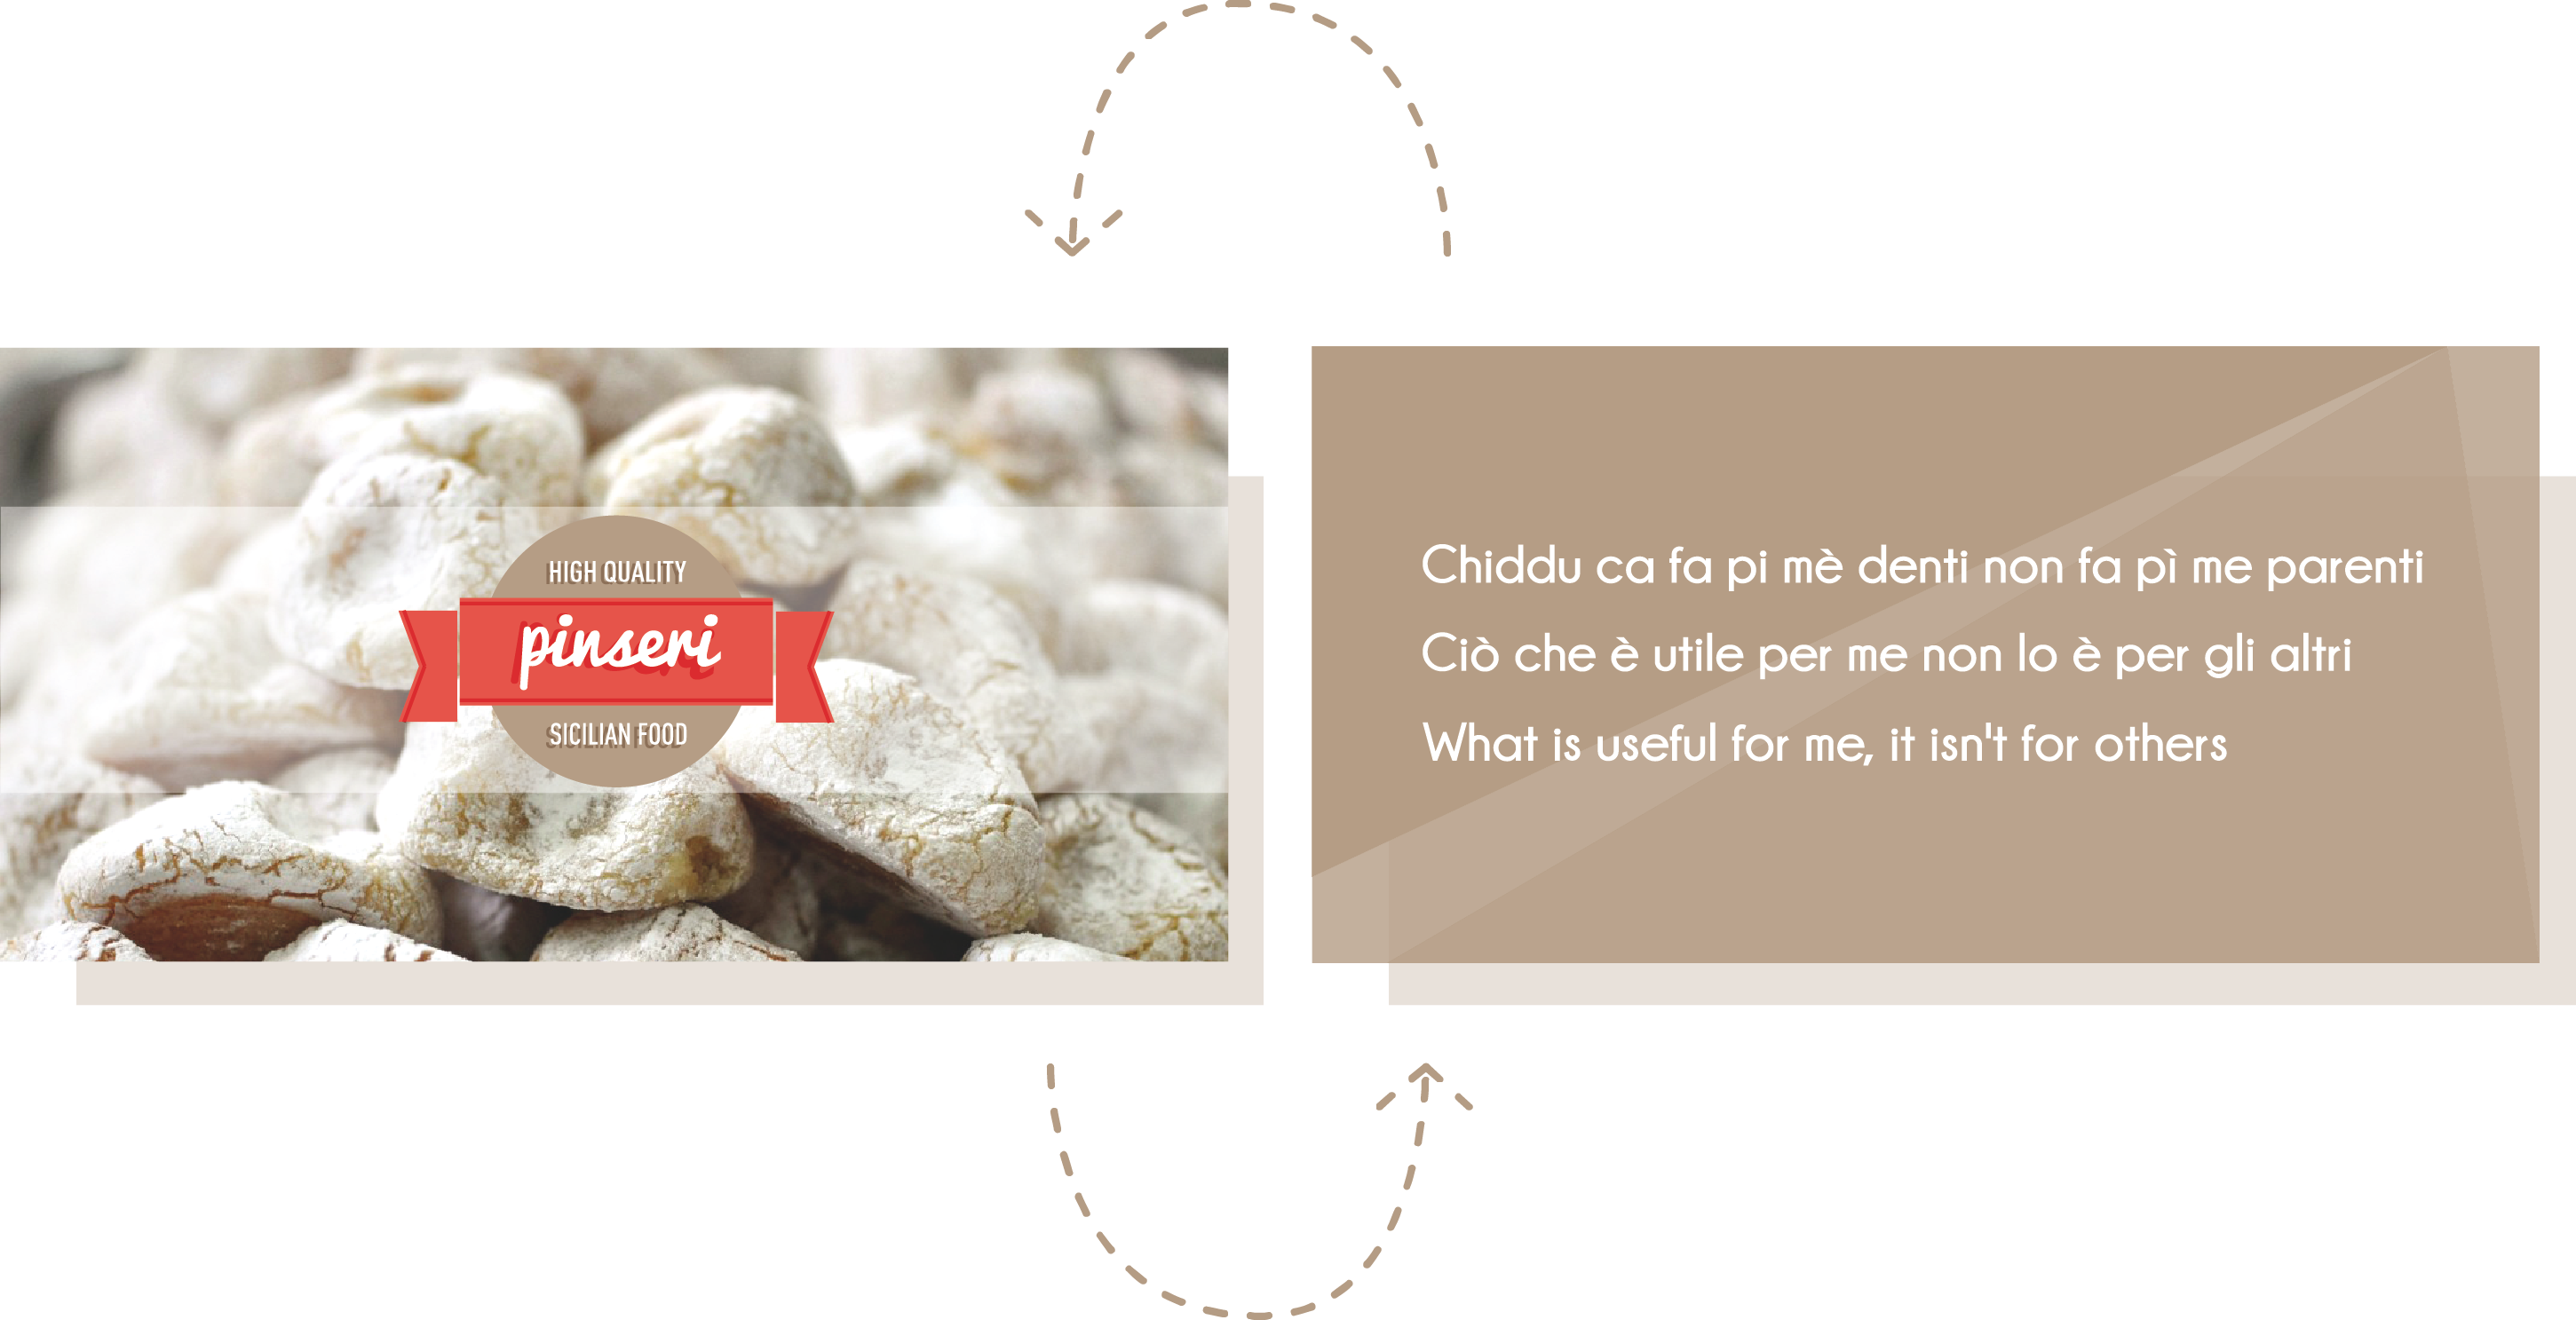 HIGH QUALITY
pinseri
SICILIAN FOOD
Chiddu ca fa pi mè denti non fa pì me parenti
Ciò che è utile per me non lo è per gli altri
What is useful for me, it isn't for others